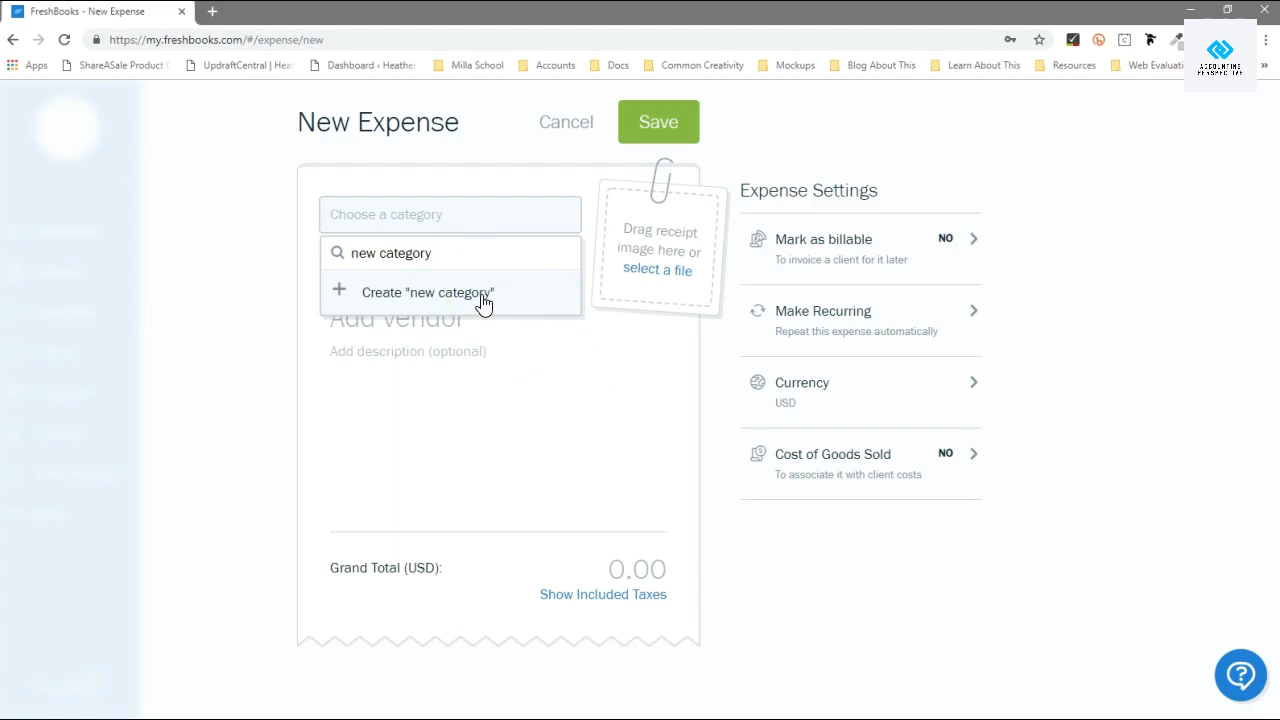 FreshBooks - New Expense
https://my.freshbooks.com/#/expense/new
Apps
ShareASale Product
UpdraftCentral | Hea
Dashboard ‹ Heathe
Milla School
Accounts
Docs
Common Creativity
Mockups
Blog About This
Learn About This
Resources
Web Evaluati
»
ACCOUNTING
PERSPECTIVE
New Expense
Cancel
Save
Choose a category
new category
Create "new category"
Add vendor
Add description (optional)
Drag receipt
image here or
select a file
Grand Total (USD):
0.00
Show Included Taxes
Expense Settings
Mark as billable
NO
To invoice a client for it later
Make Recurring
Repeat this expense automatically
Currency
USD
Cost of Goods Sold
NO
To associate it with client costs